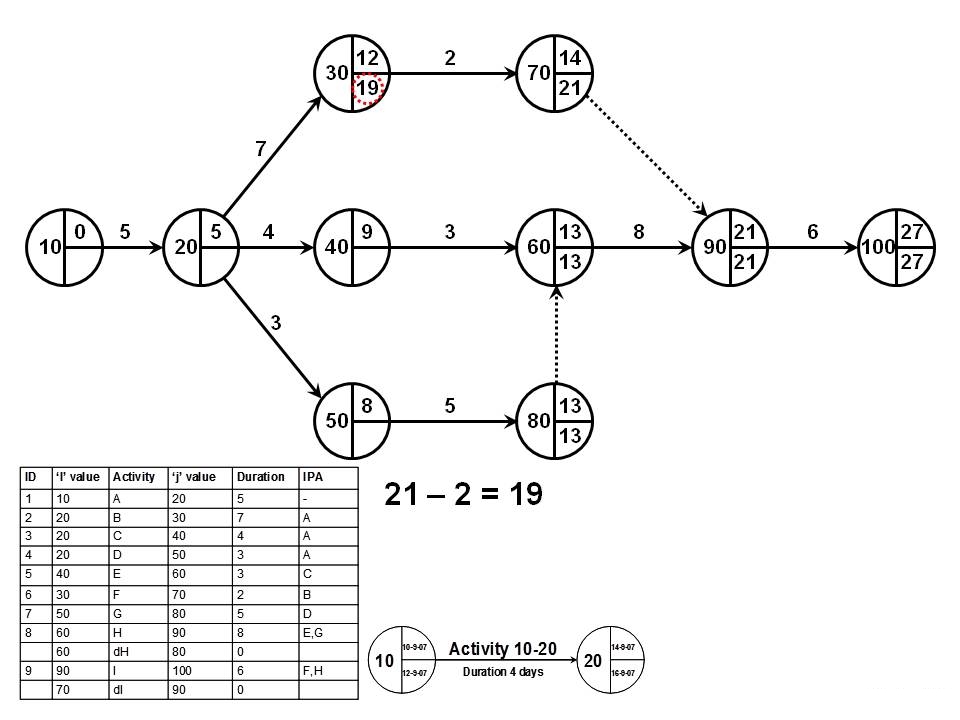 12
2
14
30
70
19
21
7
0
5
5
4
9
3
13
8
21
6
27
10
20
40
60
90
100
13
21
27
3
8
5
13
50
80
13
ID ‘I’ value Activity ‘j’ value Duration IPA
1 10 A 20 5 -
2 20 B 30 7 A
3 20 C 40 4 A
4 20 D 50 3 A
5 40 E 60 3 C
6 30 F 70 2 B
7 50 G 80 5 D
8 60 H 90 8 E,G
60 dH 80 0
9 90 I 100 6 F,H
70 dI 90 0
21 – 2 = 19
10-9-07
Activity 10-20
14-9-07
10
20
12-9-07
Duration 4 days
16-9-07